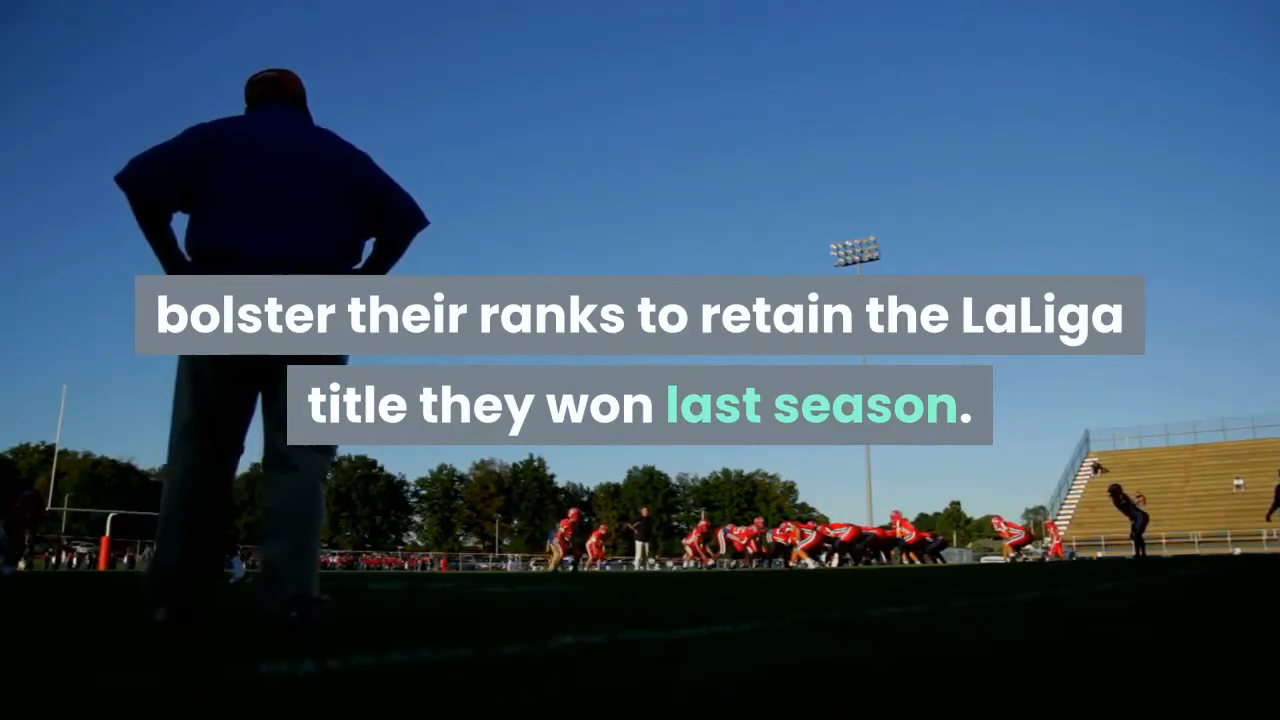 bolster their ranks to retain the LaLiga
title they won last season.